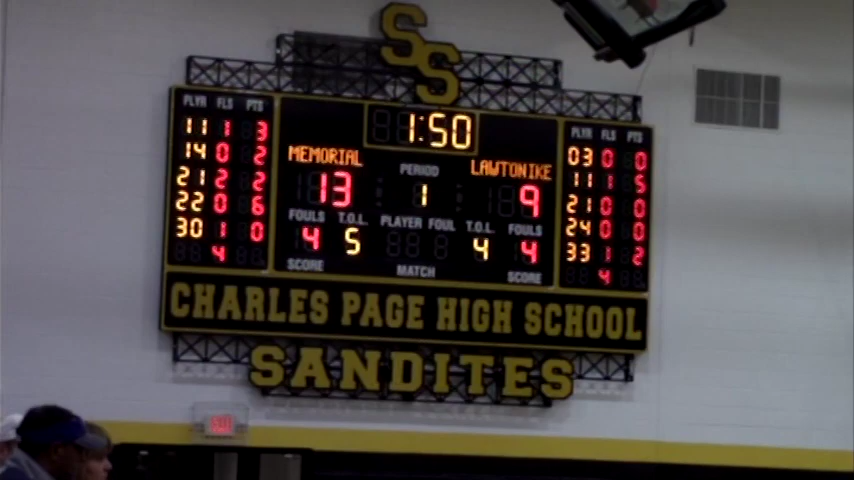 SS
1:50
PLYR FLS PTS
11 1 3
14 0 2
21 2 2
22 0 6
30 1 0
4
MEMORIAL PERIOD LAWTONIKE
13 1 9
FOULS T.O.L. PLAYER FOUL T.O.L. FOULS
4 5 4 4
SCORE MATCH SCORE
PLYR FLS PTS
03 0 0
11 1 5
21 0 0
24 0 0
33 1 2
4
CHARLES PAGE HIGH SCHOOL
SANDITES
EXIT